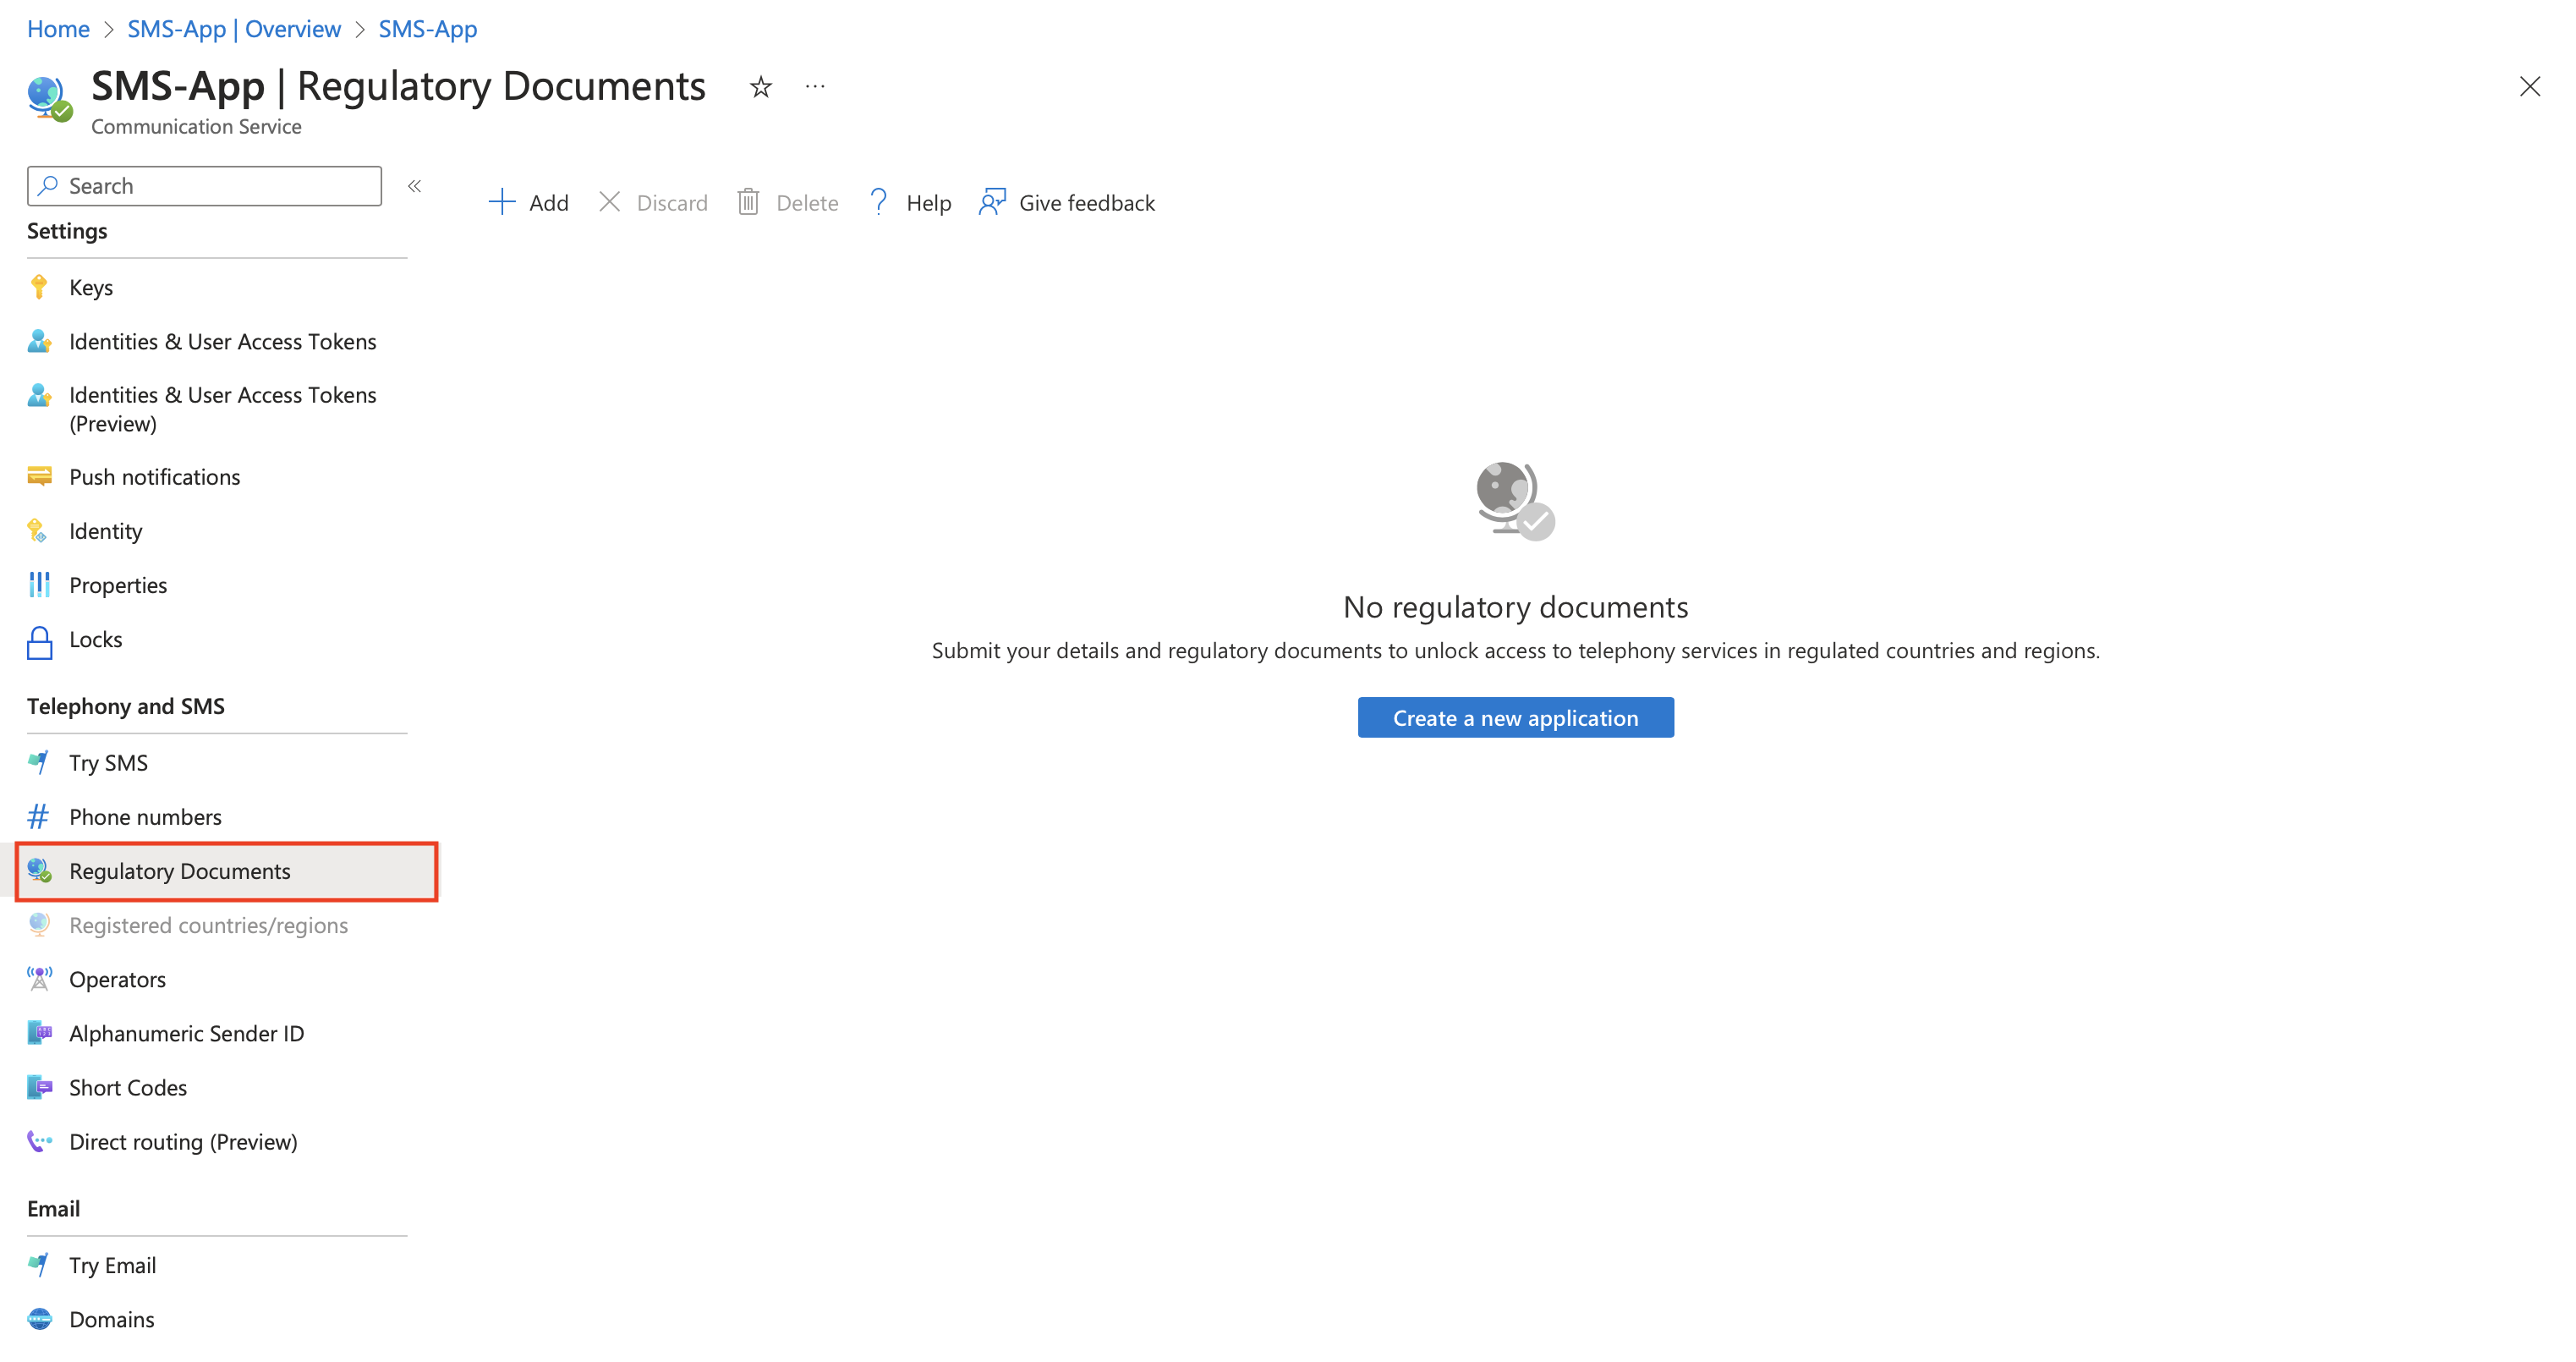 Home > SMS-App | Overview > SMS-App
SMS-App | Regulatory Documents
Communication Service
Search
Add Discard Delete Help Give feedback
Settings
Keys
Identities & User Access Tokens
Identities & User Access Tokens
(Preview)
Push notifications
Identity
Properties
Locks
Telephony and SMS
Try SMS
Phone numbers
Regulatory Documents
Registered countries/regions
Operators
Alphanumeric Sender ID
Short Codes
Direct routing (Preview)
Email
Try Email
Domains
No regulatory documents
Submit your details and regulatory documents to unlock access to telephony services in regulated countries and regions.
Create a new application